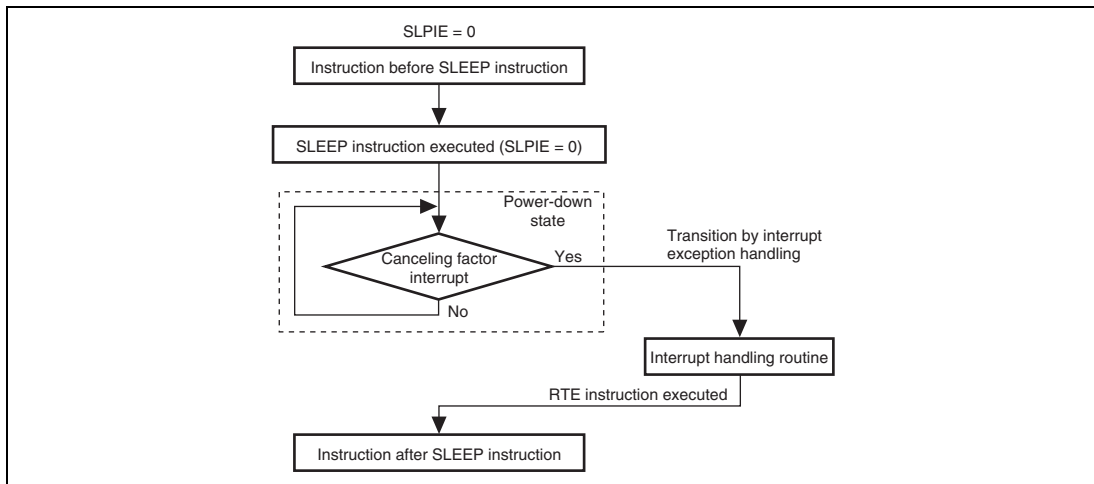 SLPIE = 0
Instruction before SLEEP instruction
SLEEP instruction executed (SLPIE = 0)
Power-down
state
Canceling factor
interrupt
Yes
No
Transition by interrupt
exception handling
Interrupt handling routine
RTE instruction executed
Instruction after SLEEP instruction